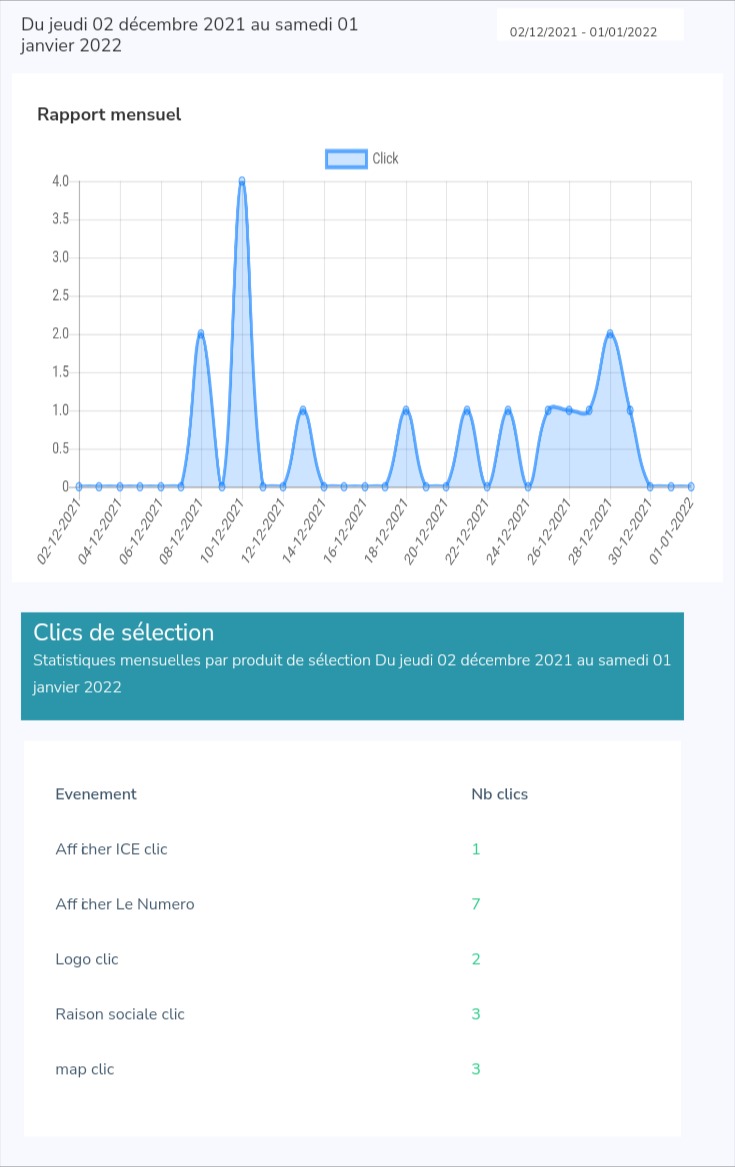 Du jeudi 02 décembre 2021 au samedi 01
janvier 2022
02/12/2021 - 01/01/2022
Rapport mensuel
Click
4.0
3.5
3.0
2.5
2.0
1.5
1.0
0.5
0
02-12-2021
04-12-2021
06-12-2021
08-12-2021
10-12-2021
12-12-2021
14-12-2021
16-12-2021
18-12-2021
20-12-2021
22-12-2021
24-12-2021
26-12-2021
28-12-2021
30-12-2021
01-01-2022
Clics de sélection
Statistiques mensuelles par produit de sélection Du jeudi 02 décembre 2021 au samedi 01
janvier 2022
Evenement Nb clics
Afficher ICE clic 1
Afficher Le Numero 7
Logo clic 2
Raison sociale clic 3
map clic 3